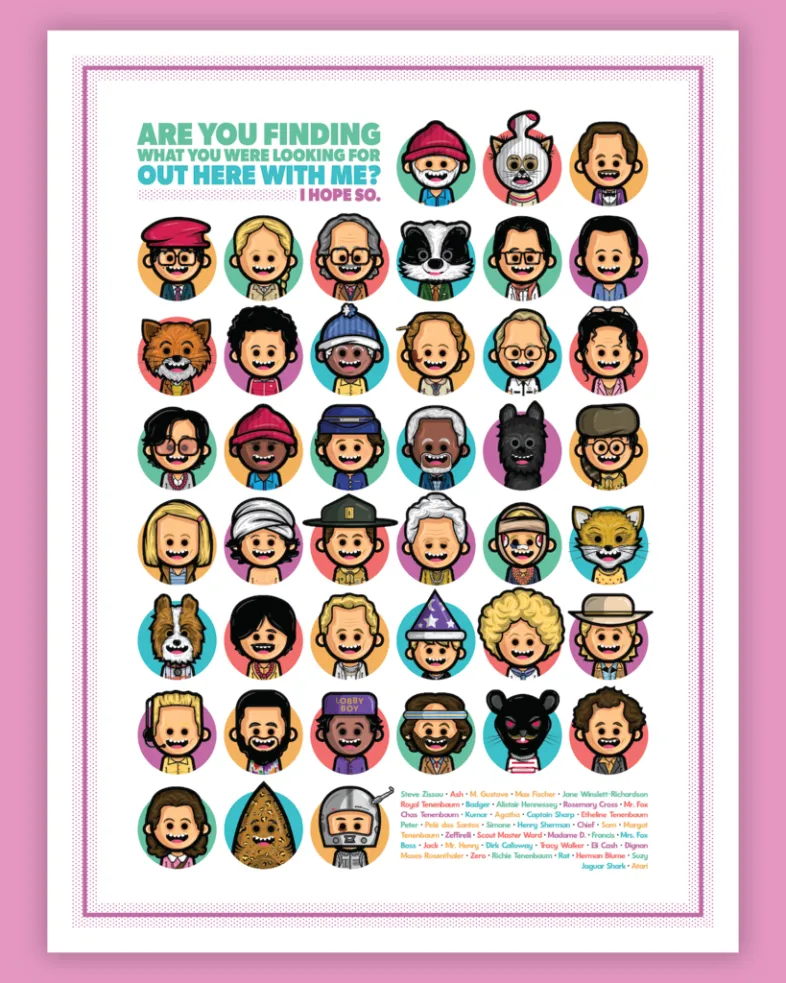 ARE YOU FINDING
WHAT YOU WERE LOOKING FOR
OUT HERE WITH ME?
I HOPE SO.
LOBBY
BOY
Steve Zissou • Ash • M. Gustave • Max Fischer • Jane Winslett-Richardson
Royal Tenenbaum • Badger • Alistair Hennessey • Rosemary Cross • Mr. Fox
Chas Tenenbaum • Kumar • Agatha • Captain Sharp • Etheline Tenenbaum
Peter • Pelé dos Santos • Simone • Henry Sherman • Chief • Sam • Margot
Tenenbaum • Zeffirelli • Scout Master Ward • Madame D. • Francis • Mrs. Fox
Boss • Jack • Mr. Henry • Dirk Calloway • Tracy Walker • Eli Cash • Dignan
Moses Rosenthaler • Zero • Richie Tenenbaum • Rat • Herman Blume • Suzy
Jaguar Shark • Atari